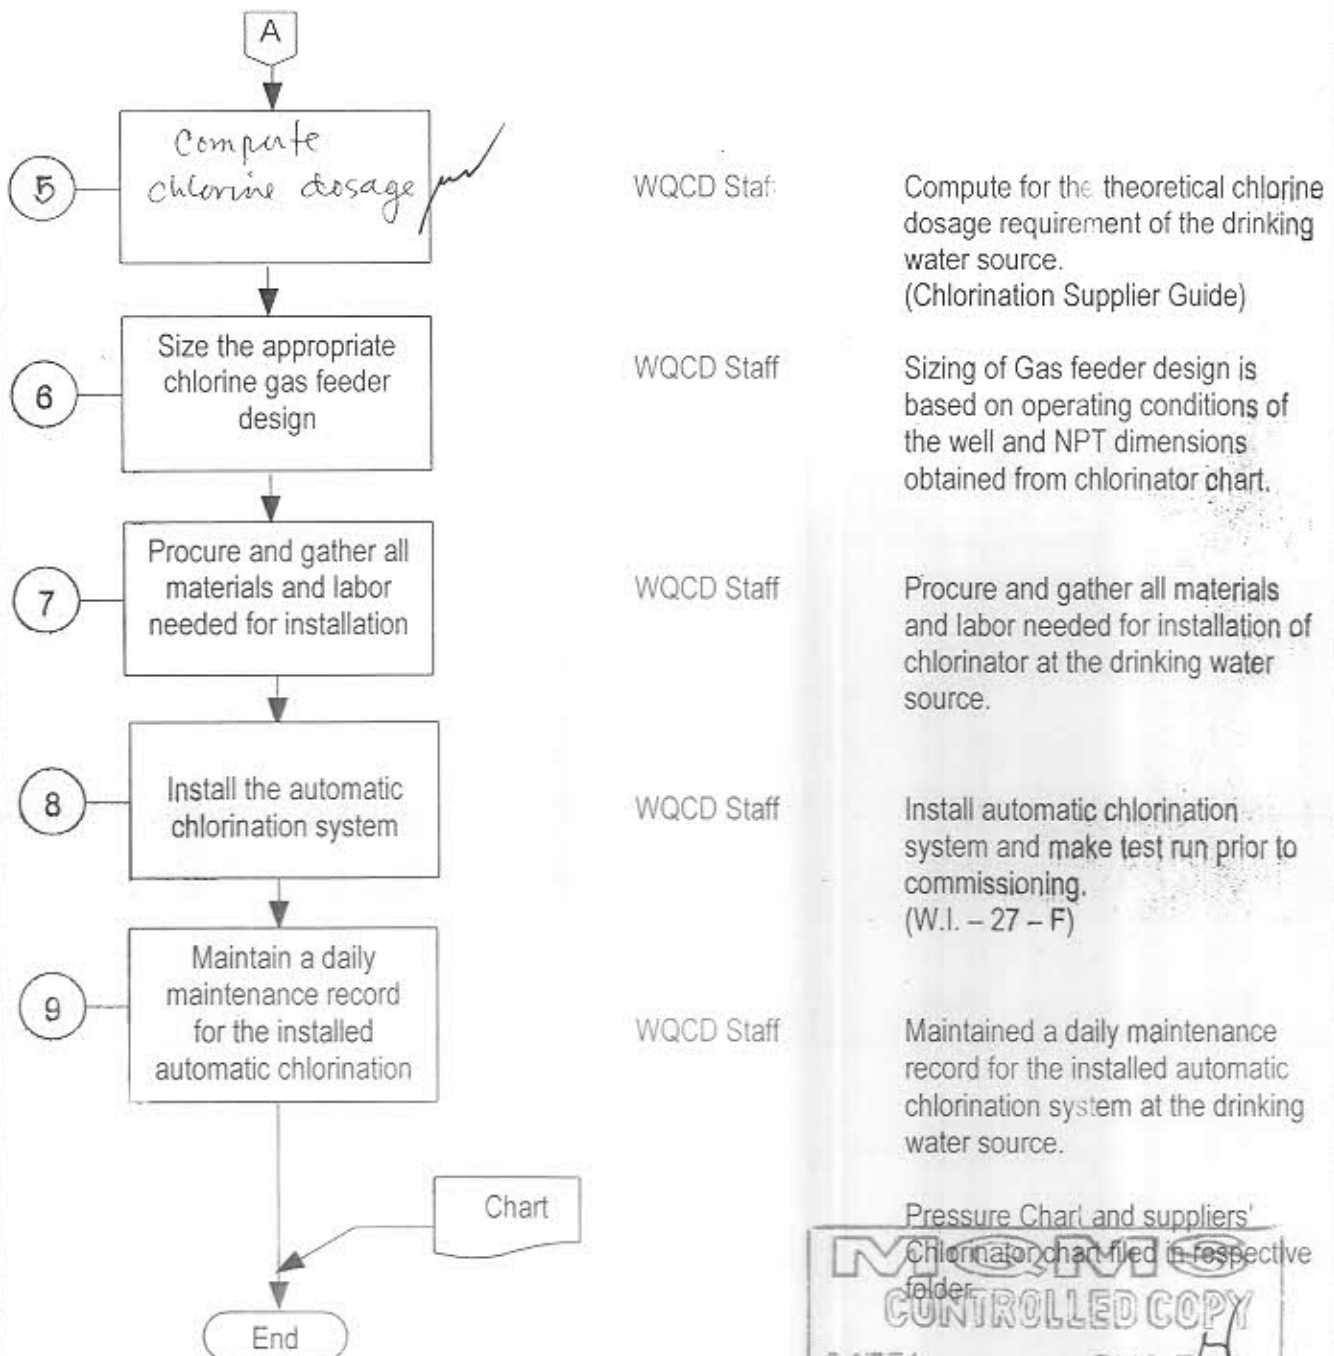 A
5
Compute
chlorine dosage
WQCD Staff
Compute for the theoretical chlorine
dosage requirement of the drinking
water source.
(Chlorination Supplier Guide)
6
Size the appropriate
chlorine gas feeder
design
WQCD Staff
Sizing of Gas feeder design is
based on operating conditions of
the well and NPT dimensions
obtained from chlorinator chart.
7
Procure and gather all
materials and labor
needed for installation
WQCD Staff
Procure and gather all materials
and labor needed for installation of
chlorinator at the drinking water
source.
8
Install the automatic
chlorination system
WQCD Staff
Install automatic chlorination
system and make test run prior to
commissioning.
(W.I. – 27 – F)
9
Maintain a daily
maintenance record
for the installed
automatic chlorination
WQCD Staff
Maintained a daily maintenance
record for the installed automatic
chlorination system at the drinking
water source.
Chart
Pressure Chart and suppliers'
Chlorinator chart filed in respective
folder.
MQMS
CONTROLLED COPY
End